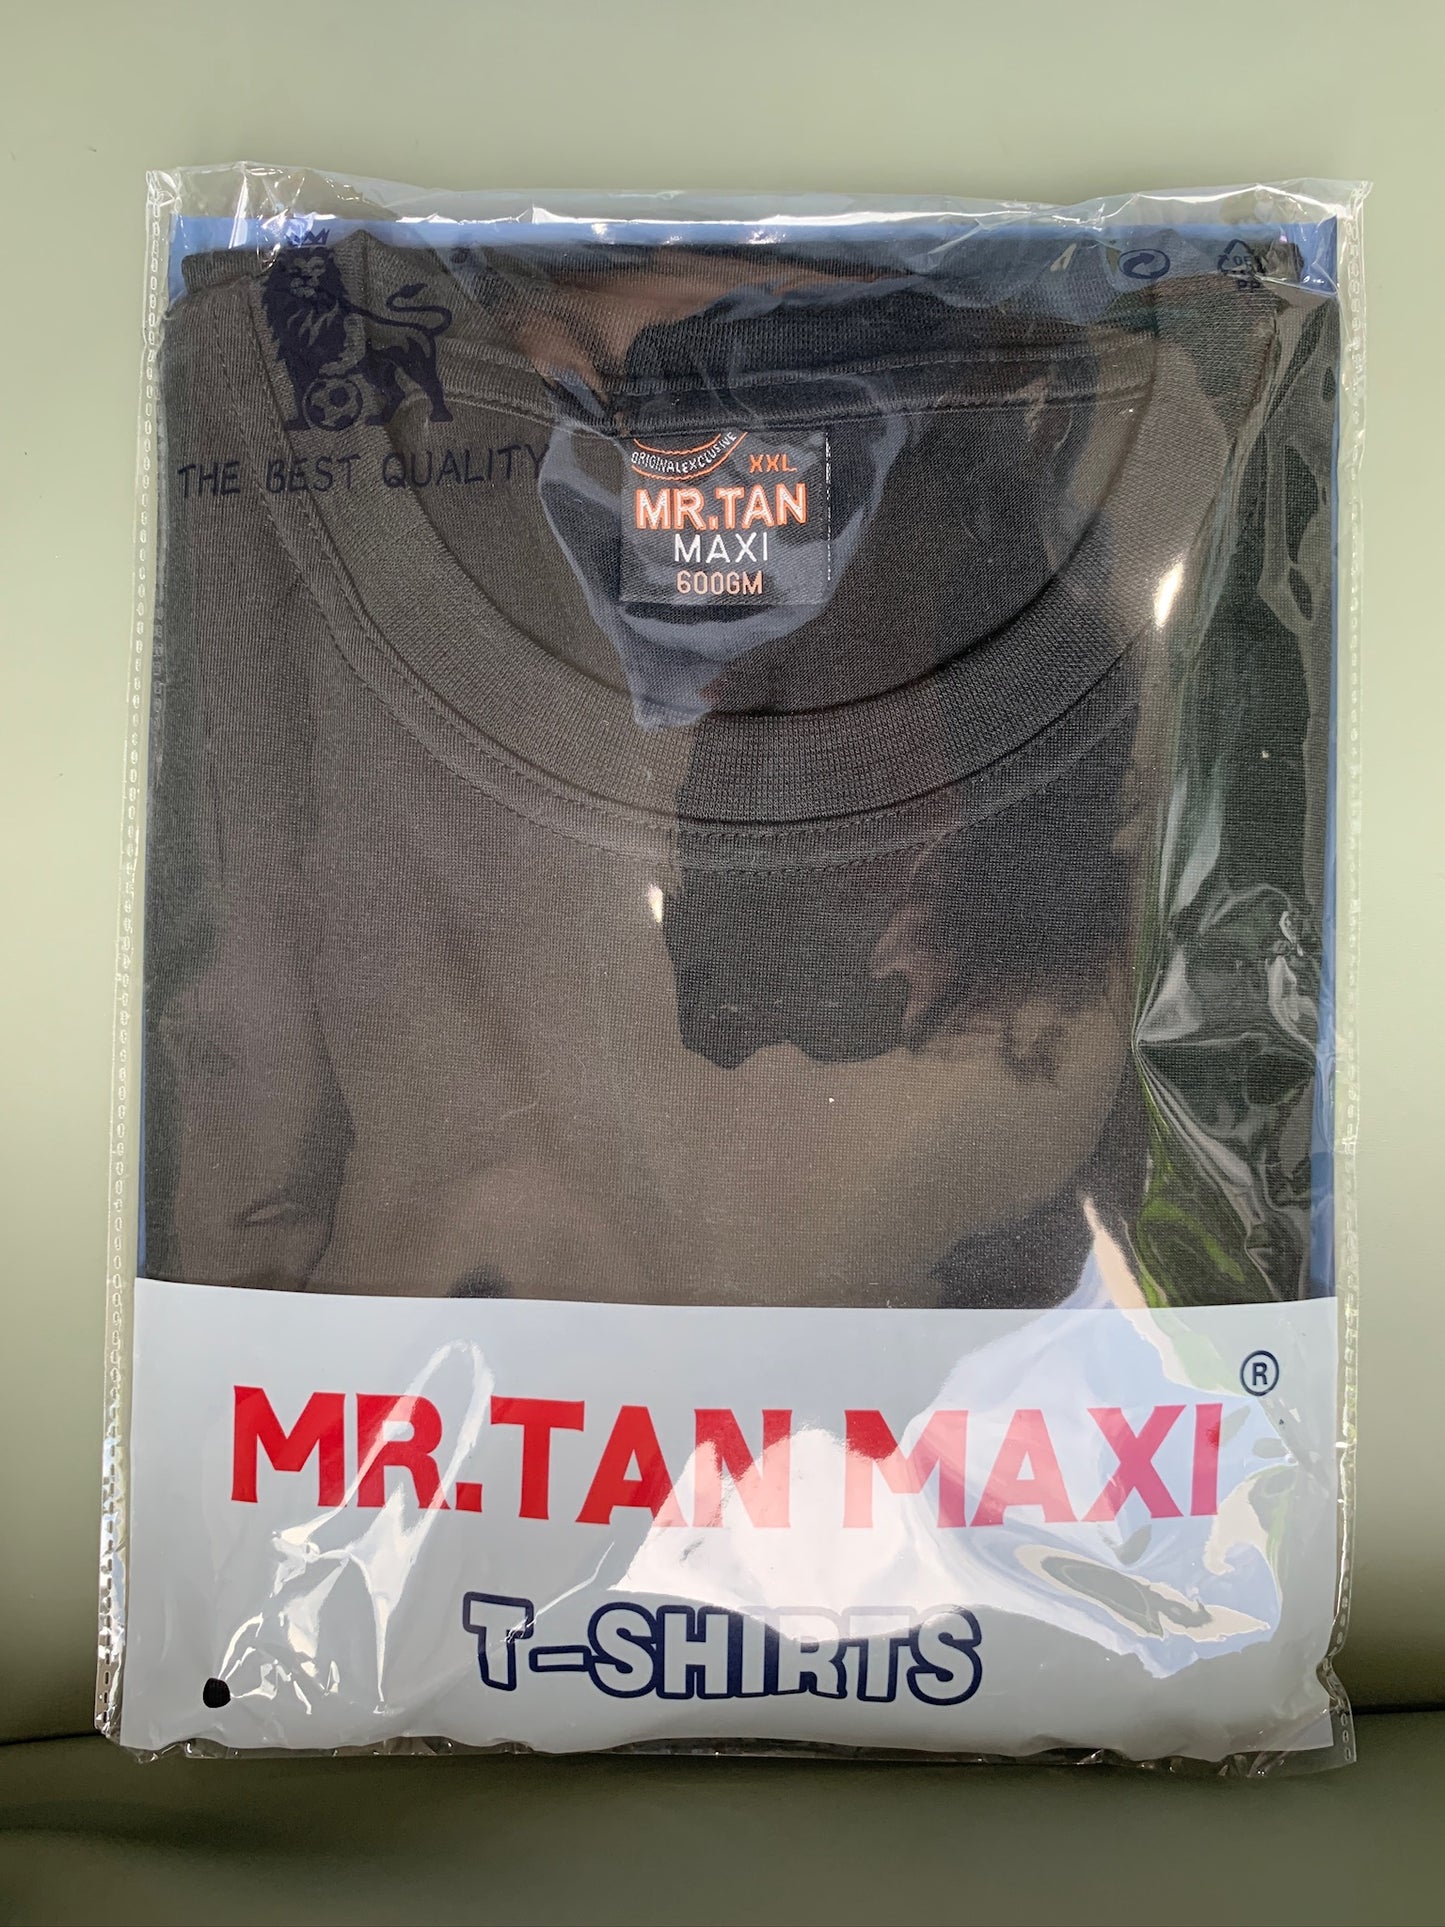 THE BEST QUALITY
ORIGINALEXCLUSIVE
XXL
MR.TAN
MAXI
600GM
®
MR.TAN MAXI
T-SHIRTS